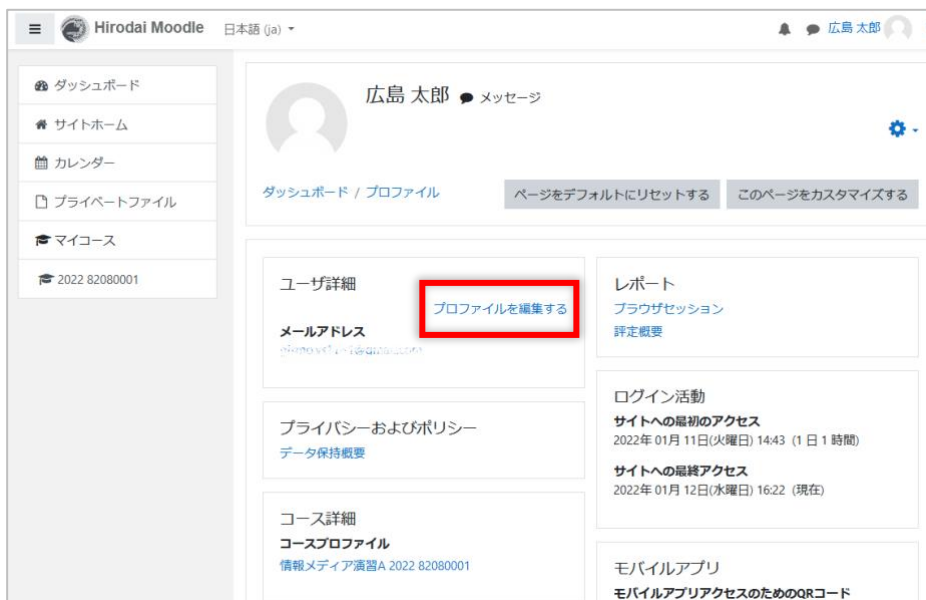 Hirodai Moodle 日本語 (ja)
広島 太郎
ダッシュボード
サイトホーム
カレンダー
プライベートファイル
マイコース
2022 82080001
広島 太郎 メッセージ
ダッシュボード / プロファイル
ページをデフォルトにリセットする
このページをカスタマイズする
ユーザ詳細
プロファイルを編集する
メールアドレス
プライバシーおよびポリシー
データ保持概要
コース詳細
コースプロファイル
情報メディア演習A 2022 82080001
レポート
ブラウザセッション
評定概要
ログイン活動
サイトへの最初のアクセス
2022年 01月 11日(火曜日) 14:43 (1 日 1 時間)
サイトへの最終アクセス
2022年 01月 12日(水曜日) 16:22 (現在)
モバイルアプリ
モバイルアプリアクセスのためのQRコード